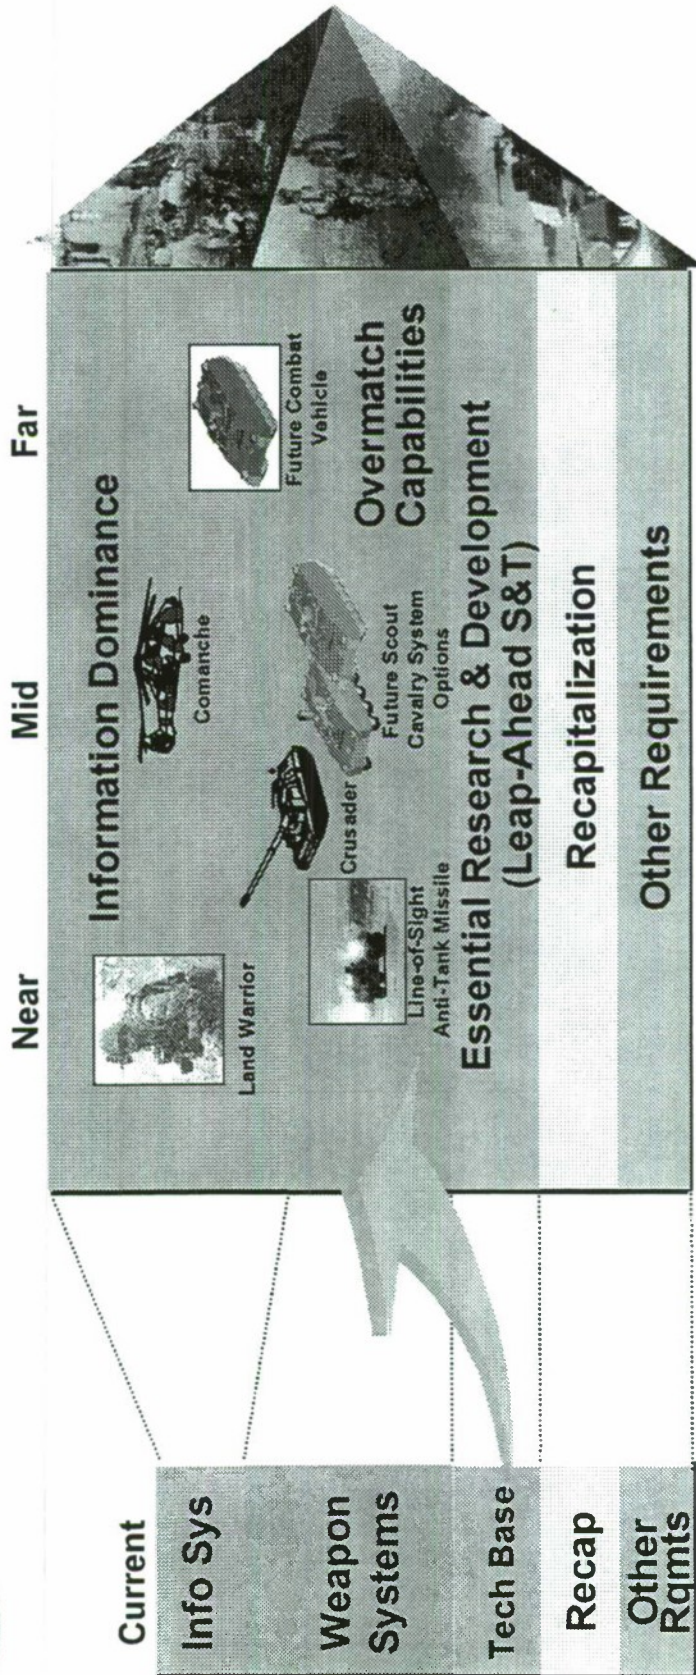 Near
Mid
Far
Current
Info Sys
Weapon
Systems
Tech Base
Recap
Other
Rqmts
Information Dominance
Land Warrior
Comanche
Future Combat
Vehicle
Crusader
Line-of-Sight
Anti-Tank Missile
Future Scout
Cavalry System
Options
Overmatch
Capabilities
Essential Research & Development
(Leap-Ahead S&T)
Recapitalization
Other Requirements